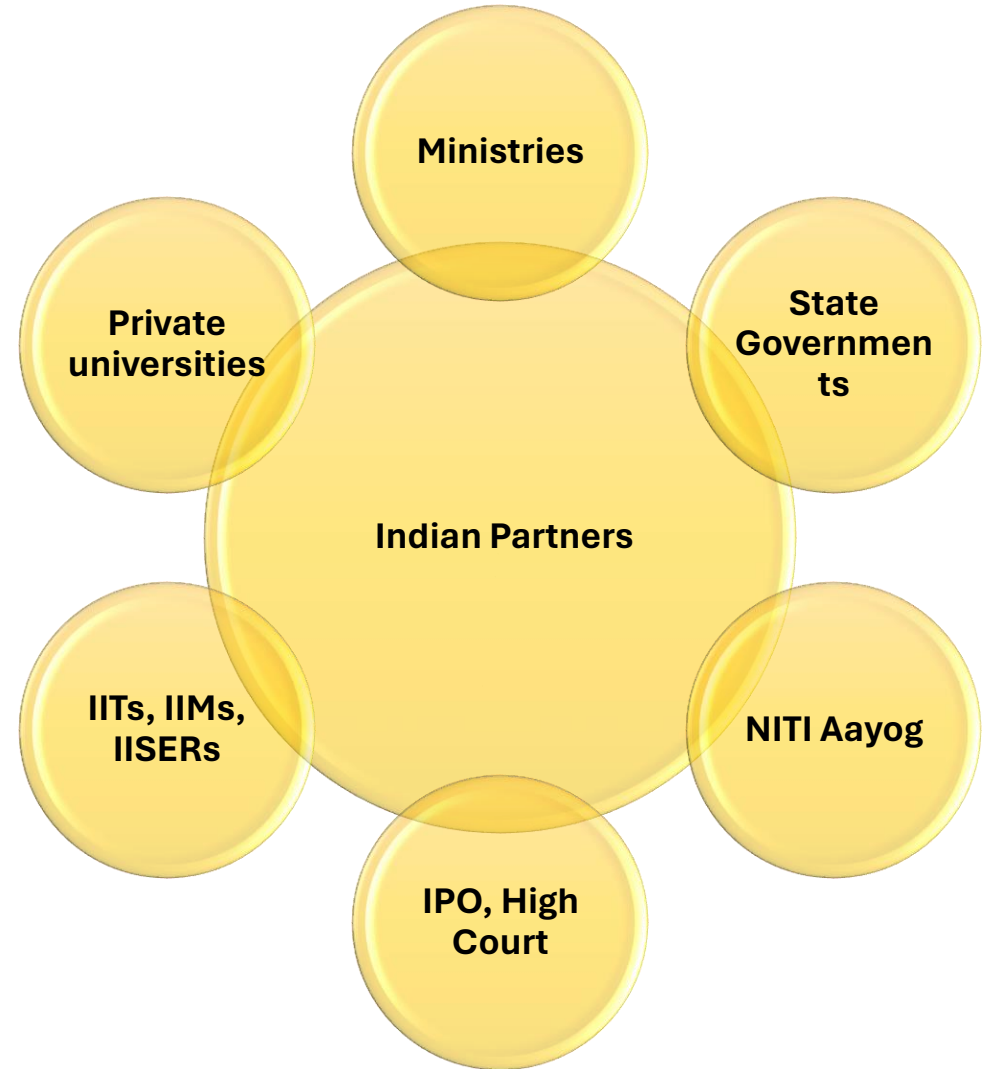 Ministries
State
Governmen
ts
Private
universities
Indian Partners
IITs, IIMs,
IISERs
NITI Aayog
IPO, High
Court